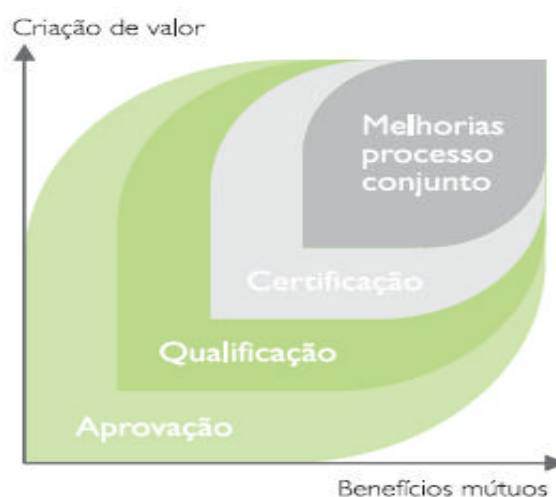 Criação de valor
Melhorias
processo
conjunto
Certificação
Qualificação
Aprovação
Benefícios mútuos